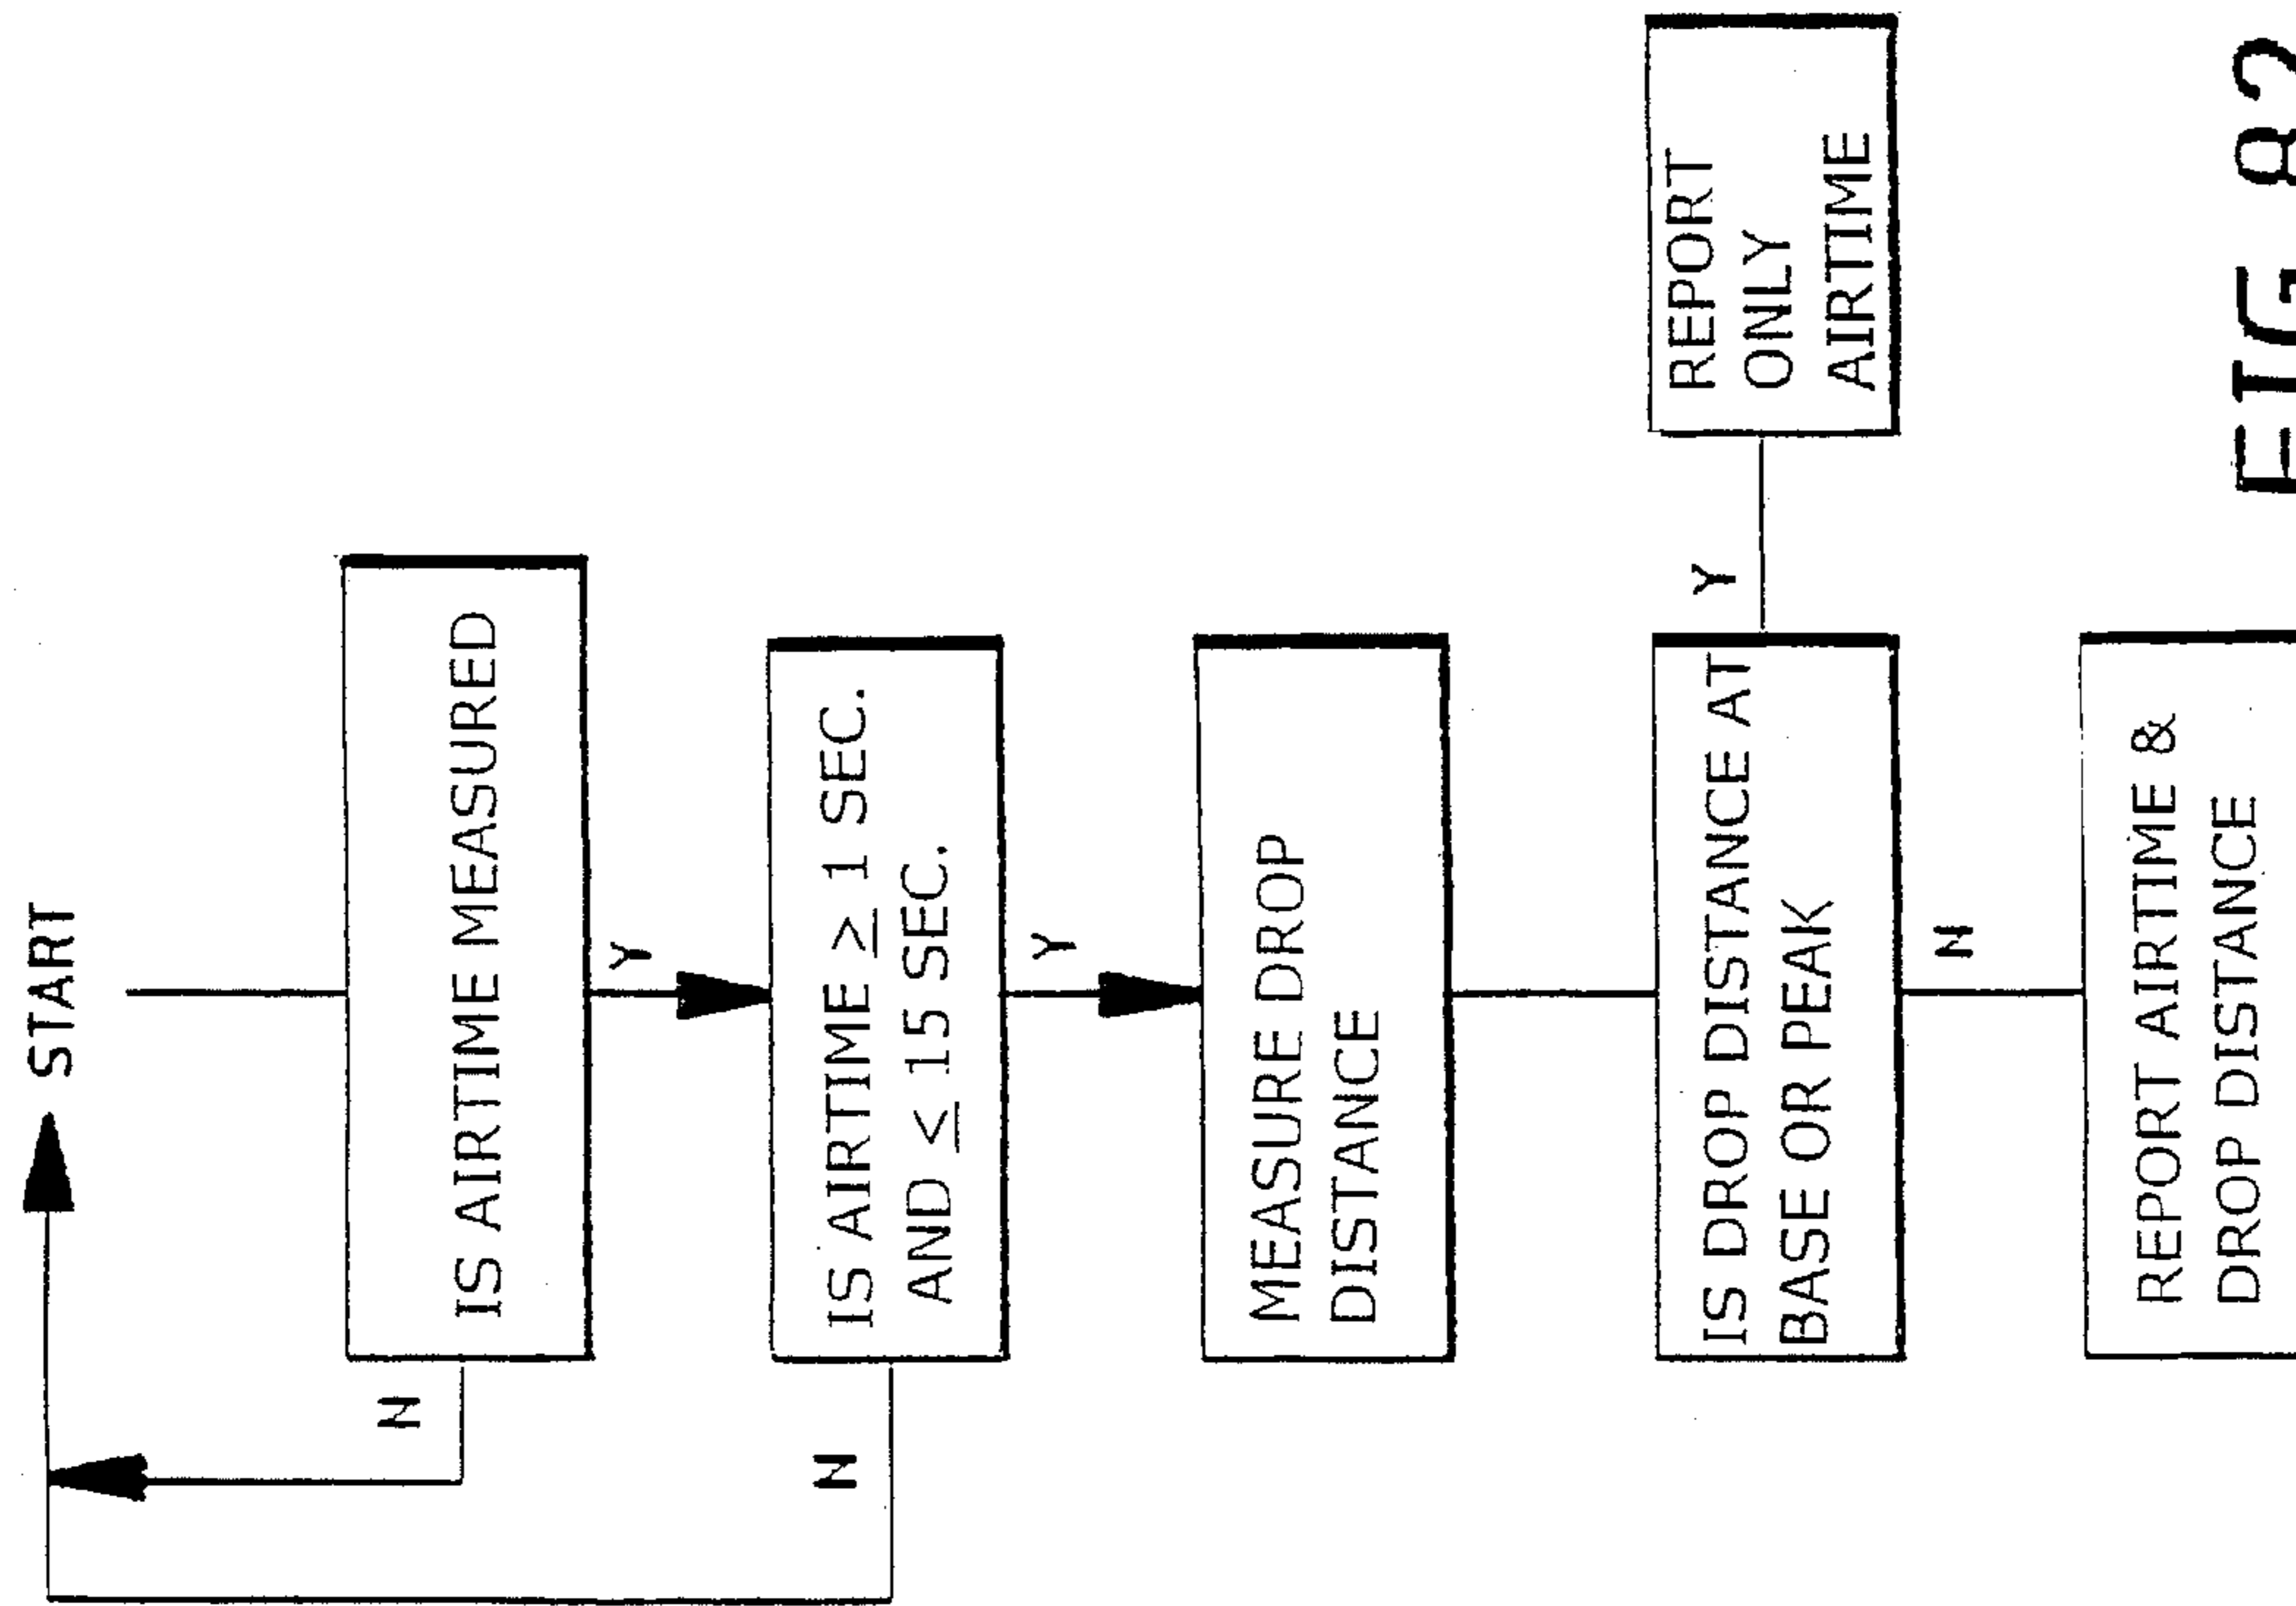 START
IS AIRTIME MEASURED
N
Y
IS AIRTIME ≥ 1 SEC.
AND ≤ 15 SEC.
N
Y
MEASURE DROP
DISTANCE
IS DROP DISTANCE AT
BASE OR PEAK
Y
REPORT
ONLY
AIRTIME
N
REPORT AIRTIME &
DROP DISTANCE
FIG 82